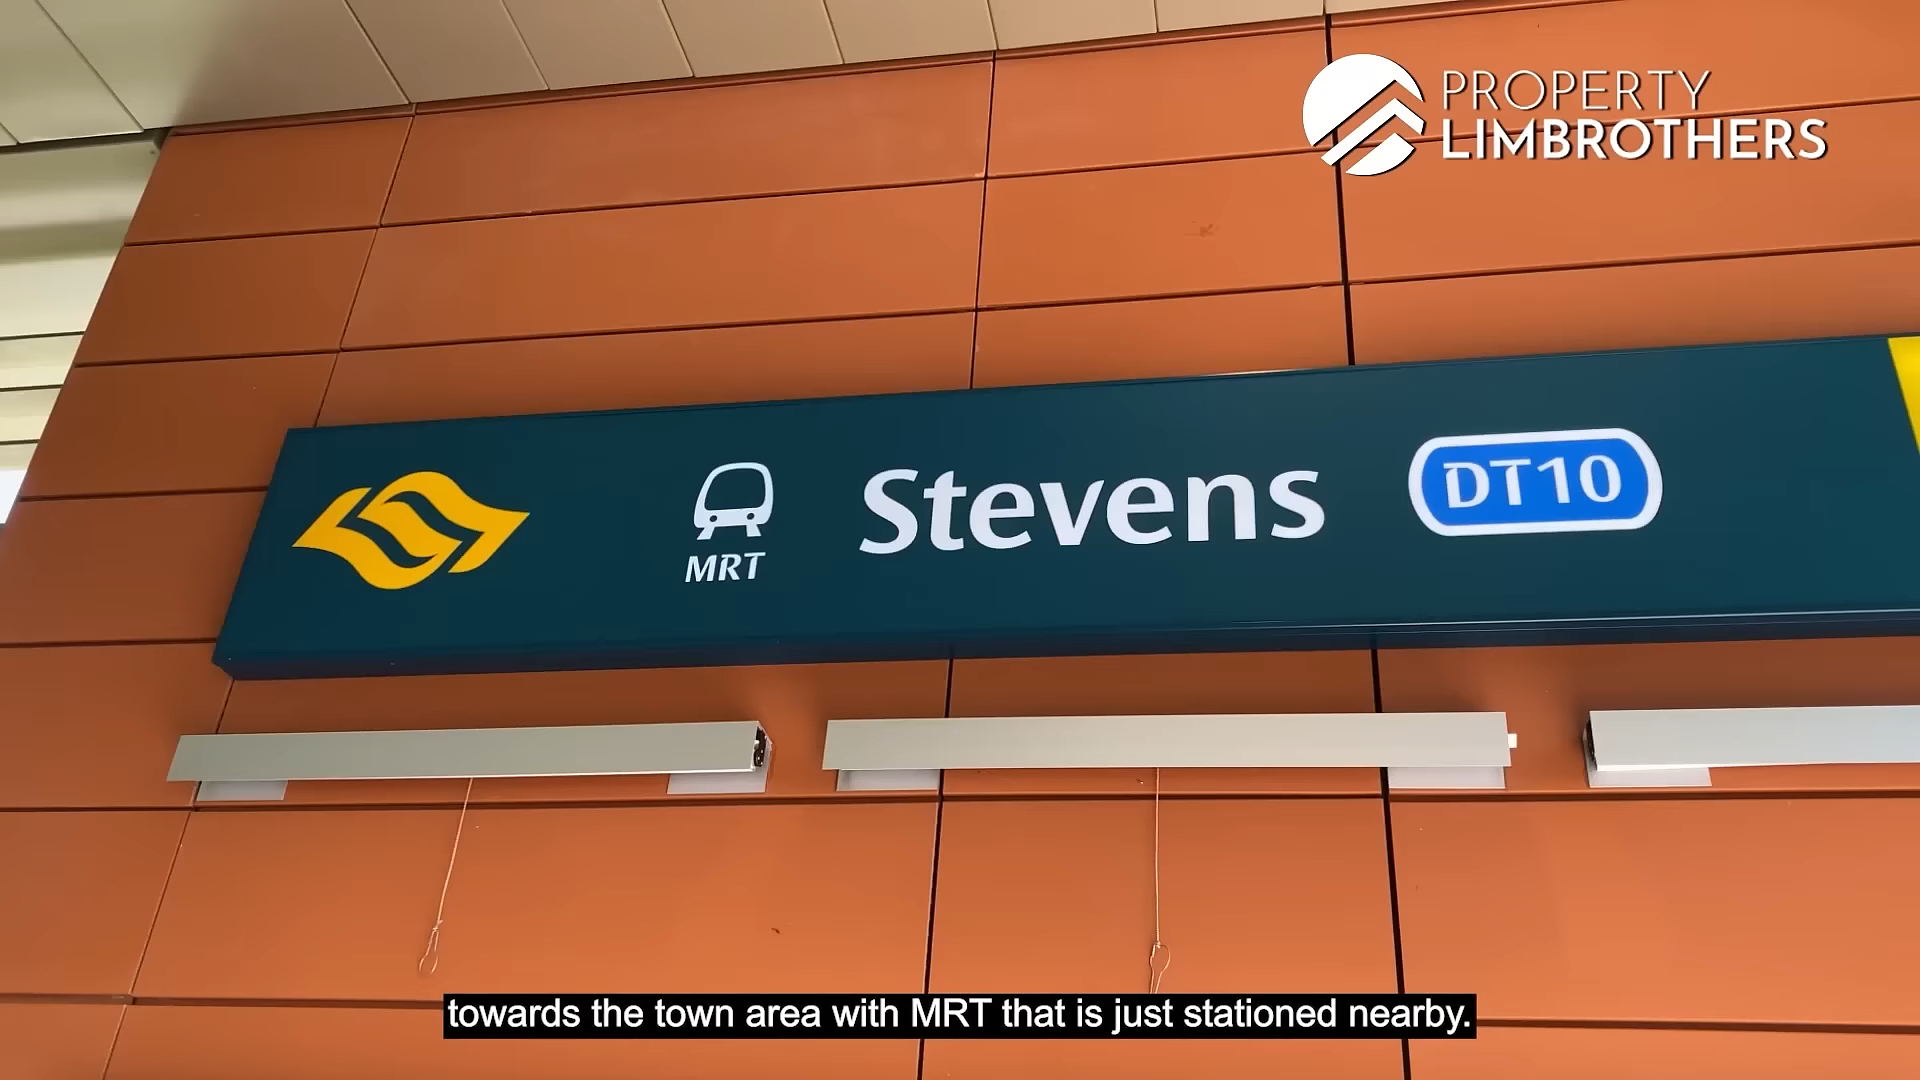 PROPERTY
LIMBROTHERS
MRT
Stevens
DT10
towards the town area with MRT that is just stationed nearby.